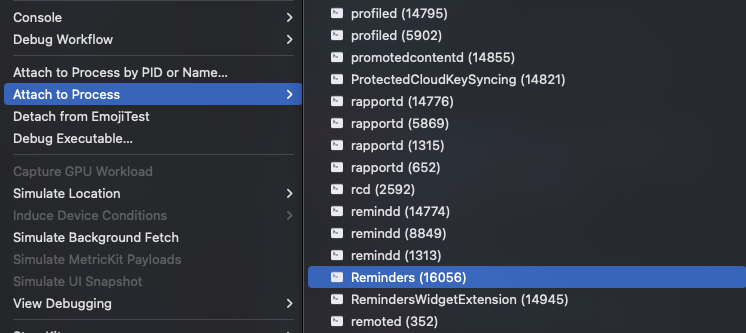 Console
Debug Workflow
Attach to Process by PID or Name...
Attach to Process
Detach from EmojiTest
Debug Executable...
Capture GPU Workload
Simulate Location
Induce Device Conditions
Simulate Background Fetch
Simulate MetricKit Payloads
Simulate UI Snapshot
View Debugging
profiled (14795)
profiled (5902)
promotedcontentd (14855)
ProtectedCloudKeySyncing (14821)
rapportd (14776)
rapportd (5869)
rapportd (1315)
rapportd (652)
rcd (2592)
remindd (14774)
remindd (8849)
remindd (1313)
Reminders (16056)
RemindersWidgetExtension (14945)
remoted (352)